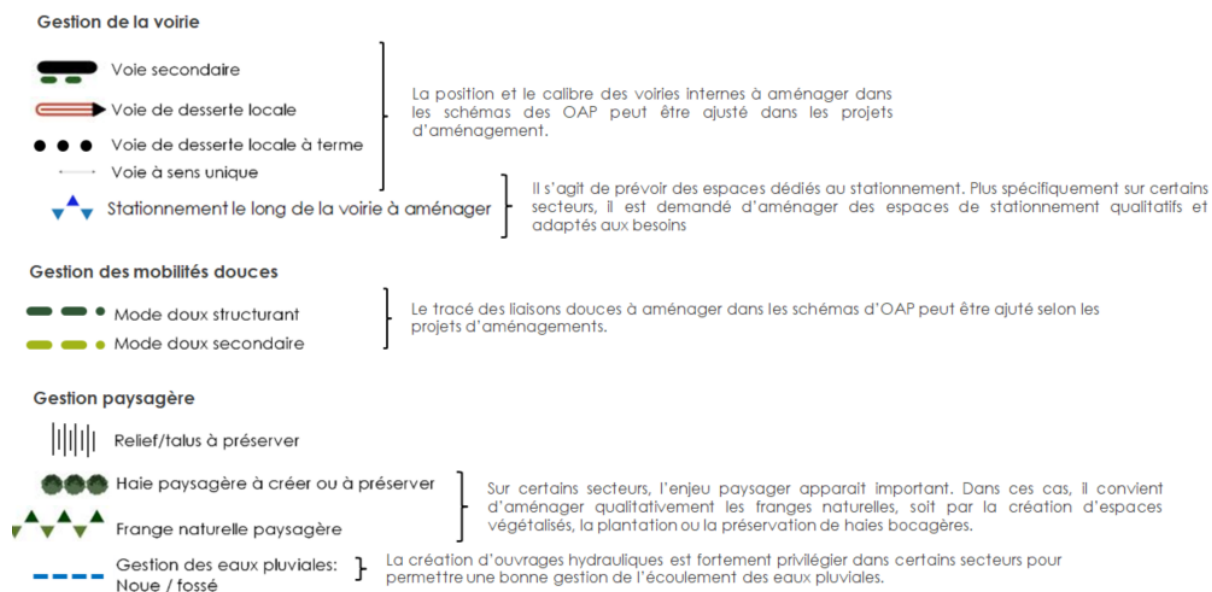 Gestion de la voirie
Voie secondaire
Voie de desserte locale
Voie de desserte locale à terme
Voie à sens unique
La position et le calibre des voiries internes à aménager dans
les schémas des OAP peut être ajusté dans les projets
d'aménagement.
Stationnement le long de la voirie à aménager
Il s'agit de prévoir des espaces dédiés au stationnement. Plus spécifiquement sur certains
secteurs, il est demandé d'aménager des espaces de stationnement qualitatifs et
adaptés aux besoins
Gestion des mobilités douces
Mode doux structurant
Mode doux secondaire
Le tracé des liaisons douces à aménager dans les schémas d'OAP peut être ajuté selon les
projets d'aménagements.
Gestion paysagère
Relief/talus à préserver
Haie paysagère à créer ou à préserver
Frange naturelle paysagère
Sur certains secteurs, l'enjeu paysager apparait important. Dans ces cas, il convient
d'aménager qualitativement les franges naturelles, soit par la création d'espaces
végétalisés, la plantation ou la préservation de haies bocagères.
Gestion des eaux pluviales:
Noue / fossé
La création d'ouvrages hydrauliques est fortement privilégier dans certains secteurs pour
permettre une bonne gestion de l'écoulement des eaux pluviales.